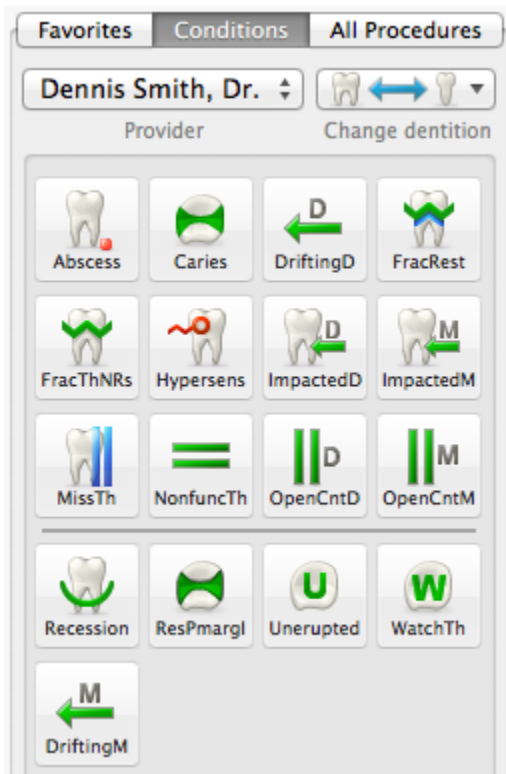 Favorites Conditions All Procedures
Dennis Smith, Dr.
Provider Change dentition
D D
Abscess Caries DriftingD FracRest
D M
FracThNRs Hypersens ImpactedD ImpactedM
D M
MissTh NonfuncTh OpenCntD OpenCntM
U W
Recession ResPmargI Unerupted WatchTh
M
DriftingM